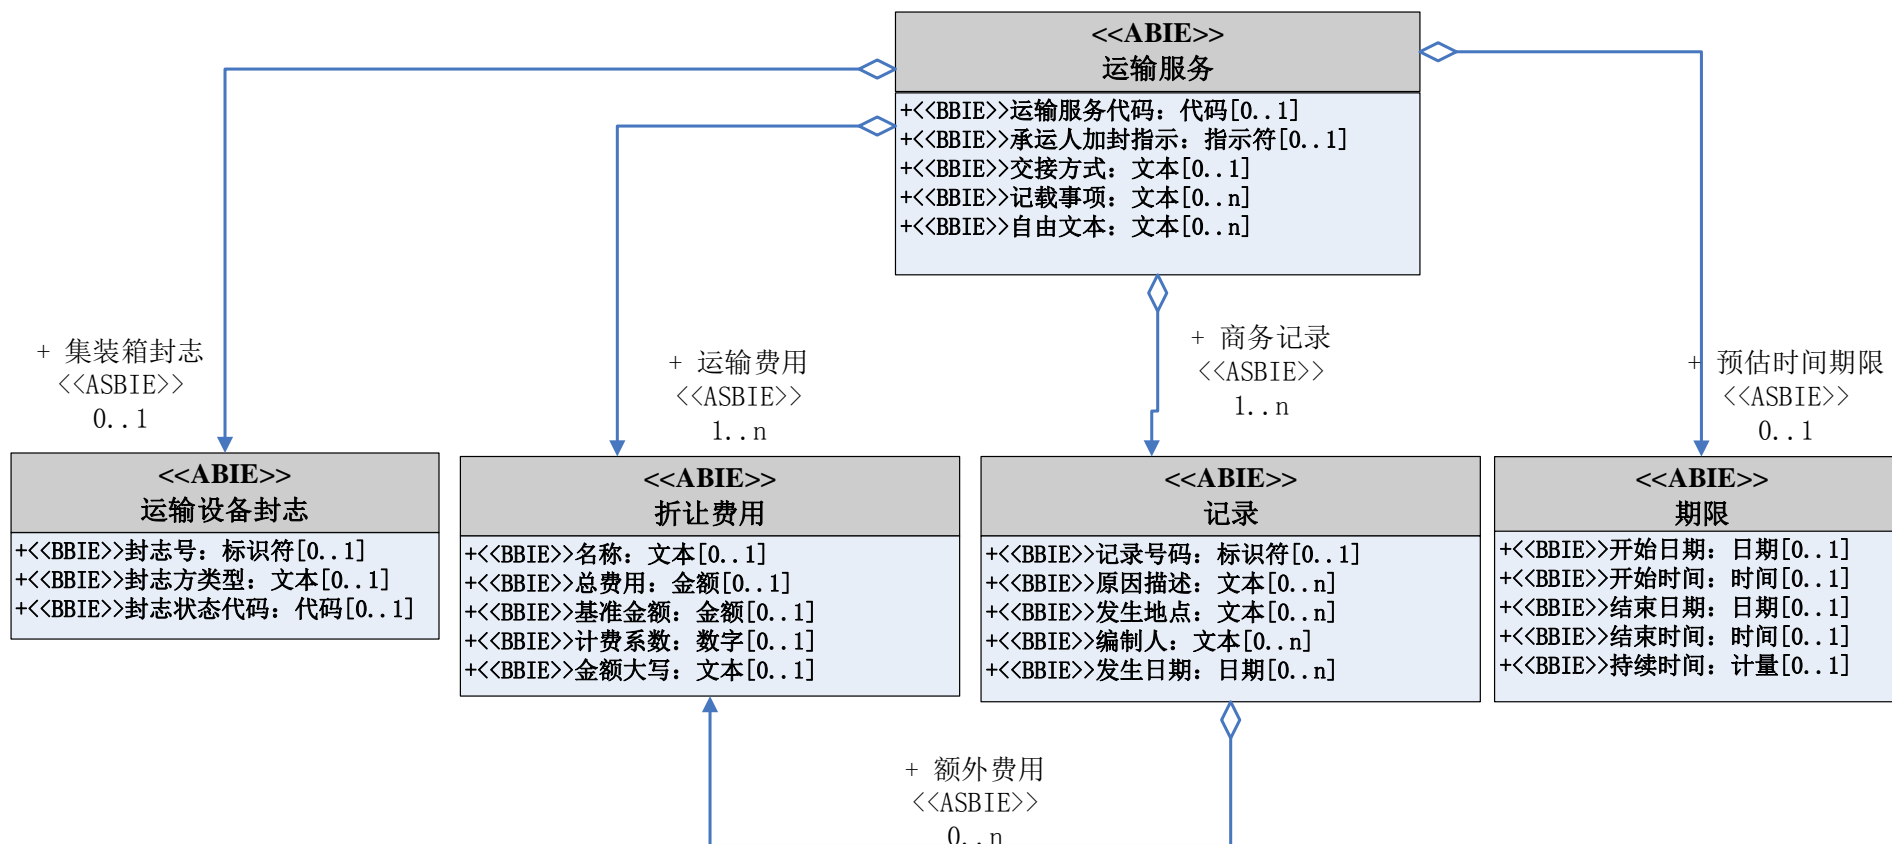 <<ABIE>>
运输服务
+<<BBIE>>运输服务代码：代码[0..1]
+<<BBIE>>承运人加封指示：指示符[0..1]
+<<BBIE>>交接方式：文本[0..1]
+<<BBIE>>记载事项：文本[0..n]
+<<BBIE>>自由文本：文本[0..n]
+ 集装箱封志
<<ASBIE>>
0..1
+ 运输费用
<<ASBIE>>
1..n
+ 商务记录
<<ASBIE>>
1..n
+ 预估时间期限
<<ASBIE>>
0..1
<<ABIE>>
运输设备封志
+<<BBIE>>封志号：标识符[0..1]
+<<BBIE>>封志方类型：文本[0..1]
+<<BBIE>>封志状态代码：代码[0..1]
<<ABIE>>
折让费用
+<<BBIE>>名称：文本[0..1]
+<<BBIE>>总费用：金额[0..1]
+<<BBIE>>基准金额：金额[0..1]
+<<BBIE>>计费系数：数字[0..1]
+<<BBIE>>金额大写：文本[0..1]
<<ABIE>>
记录
+<<BBIE>>记录号码：标识符[0..1]
+<<BBIE>>原因描述：文本[0..n]
+<<BBIE>>发生地点：文本[0..n]
+<<BBIE>>编制人：文本[0..n]
+<<BBIE>>发生日期：日期[0..n]
<<ABIE>>
期限
+<<BBIE>>开始日期：日期[0..1]
+<<BBIE>>开始时间：时间[0..1]
+<<BBIE>>结束日期：日期[0..1]
+<<BBIE>>结束时间：时间[0..1]
+<<BBIE>>持续时间：计量[0..1]
+ 额外费用
<<ASBIE>>
0..n